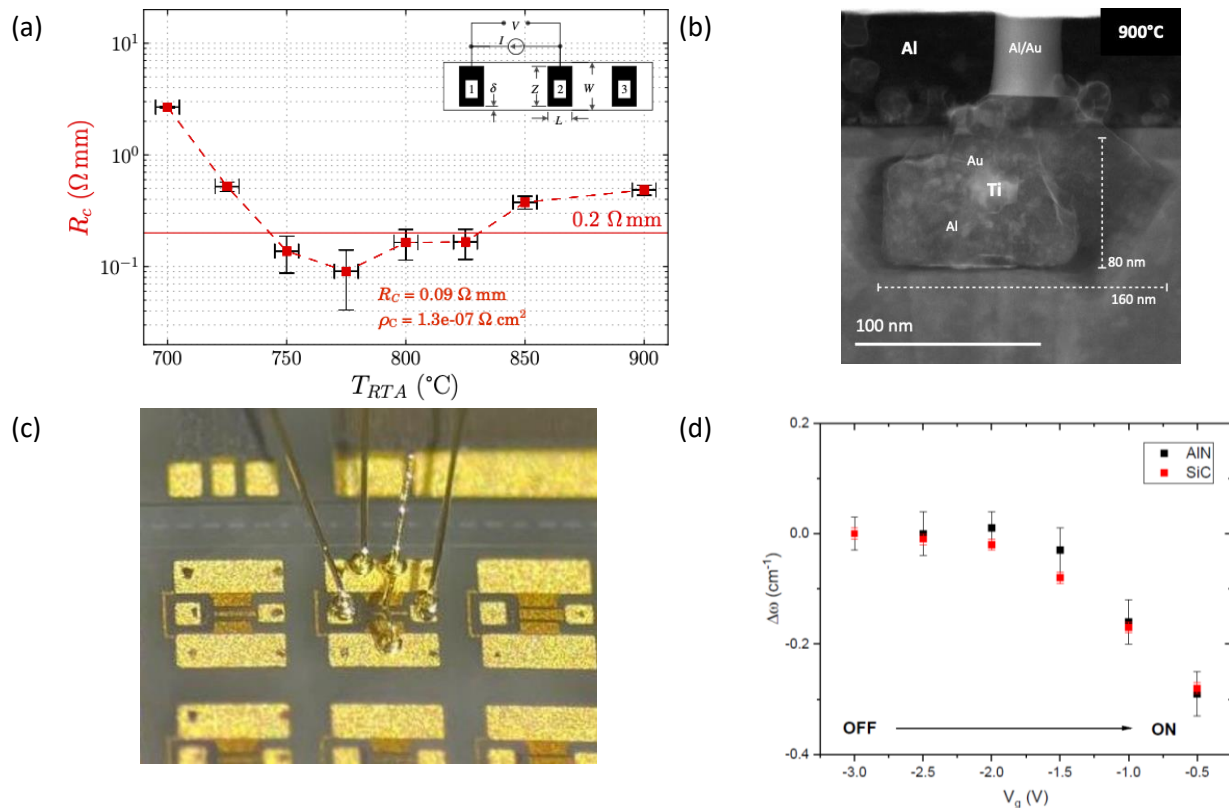 (a)
10¹
10⁰
10⁻¹
R_c (Ω mm)
V
I
1
2
3
δ
Z
W
L
0.2 Ω mm
R_C = 0.09 Ω mm
ρ_C = 1.3e-07 Ω cm²
700 750 800 850 900
T_RTA (°C)
(b)
900°C
Al
Al/Au
Au
Ti
Al
80 nm
160 nm
100 nm
(c)
(d)
AlN
SiC
0.2
0.0
-0.2
-0.4
Δω (cm⁻¹)
OFF
ON
-3.0 -2.5 -2.0 -1.5 -1.0 -0.5
V_g (V)